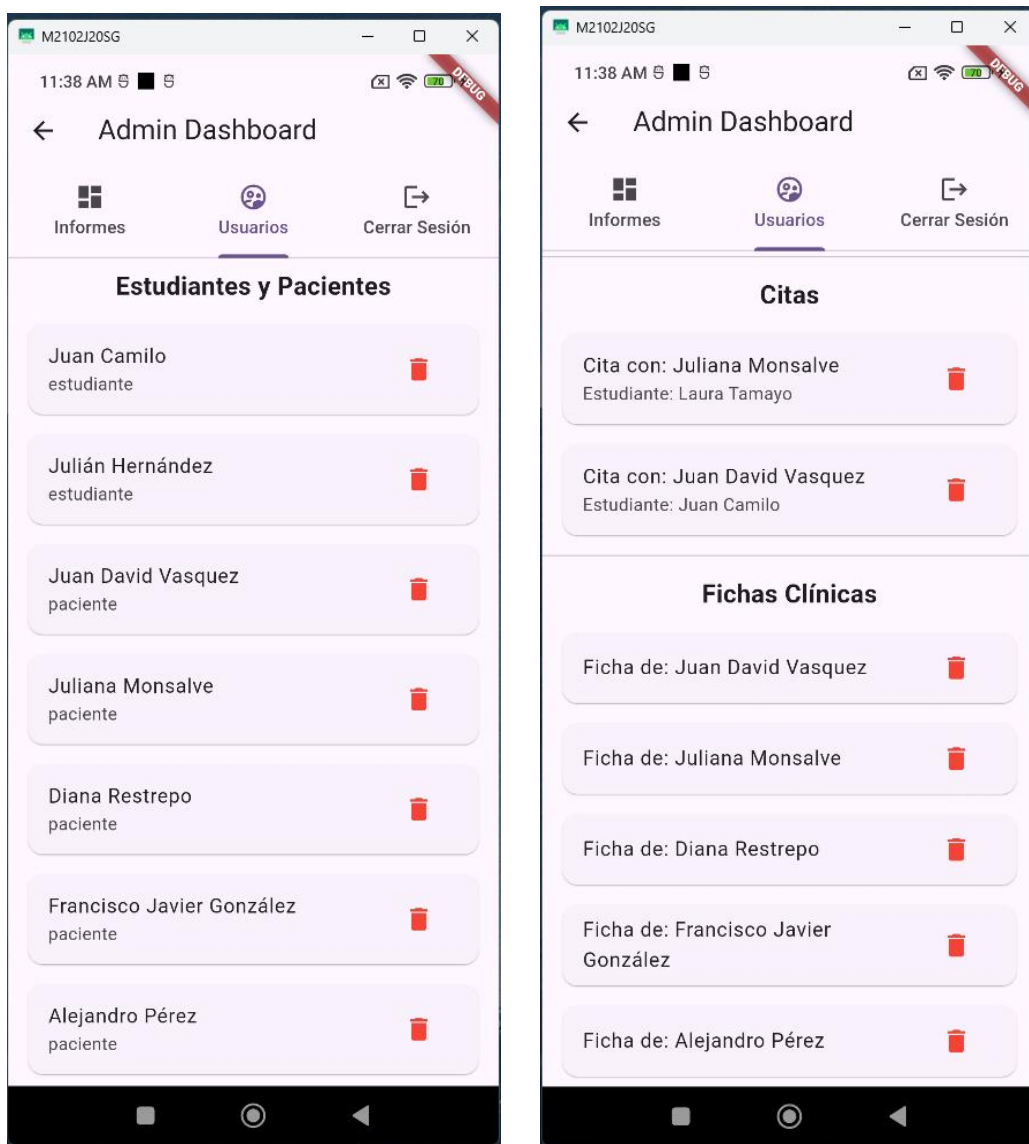 M2102J20SG
11:38 AM
70
DEBUG
Admin Dashboard
Informes
Usuarios
Cerrar Sesión
Estudiantes y Pacientes
Juan Camilo
estudiante
Julián Hernández
estudiante
Juan David Vasquez
paciente
Juliana Monsalve
paciente
Diana Restrepo
paciente
Francisco Javier González
paciente
Alejandro Pérez
paciente
M2102J20SG
11:38 AM
70
DEBUG
Admin Dashboard
Informes
Usuarios
Cerrar Sesión
Citas
Cita con: Juliana Monsalve
Estudiante: Laura Tamayo
Cita con: Juan David Vasquez
Estudiante: Juan Camilo
Fichas Clínicas
Ficha de: Juan David Vasquez
Ficha de: Juliana Monsalve
Ficha de: Diana Restrepo
Ficha de: Francisco Javier
González
Ficha de: Alejandro Pérez